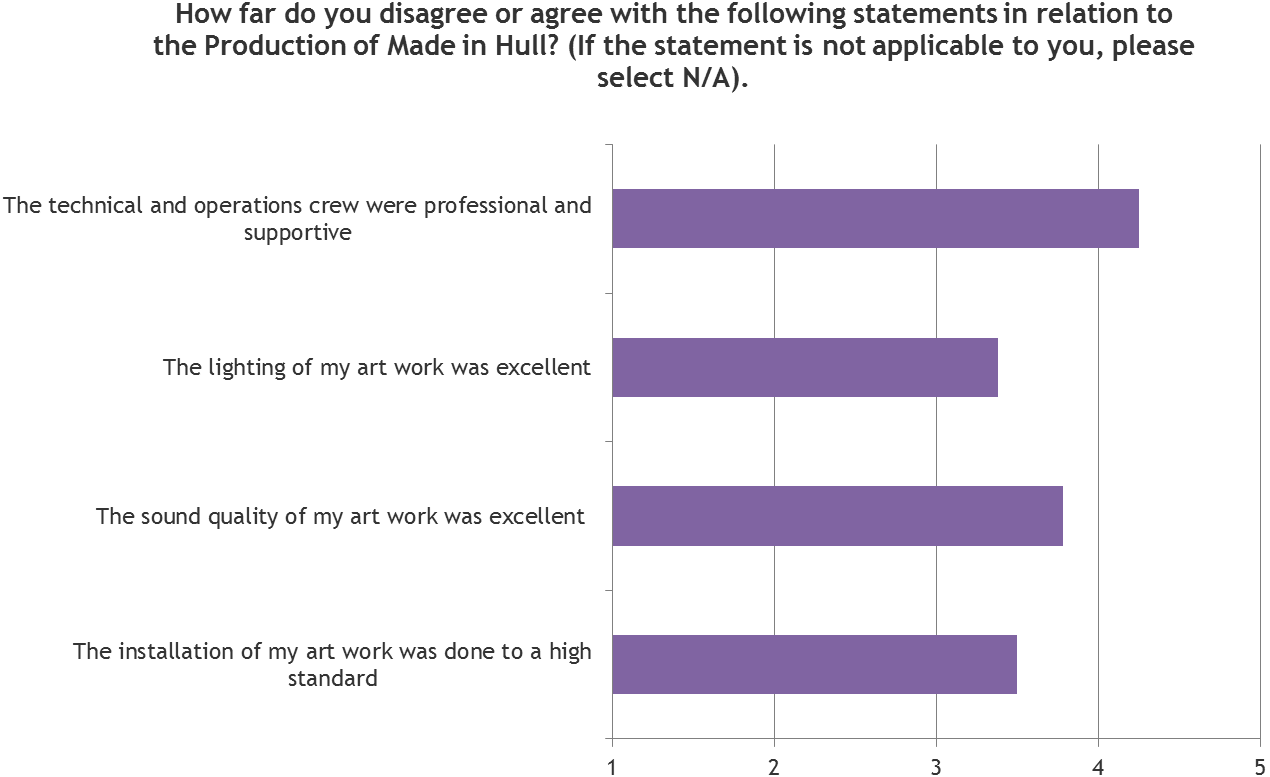 How far do you disagree or agree with the following statements in relation to
the Production of Made in Hull? (If the statement is not applicable to you, please
select N/A).
The technical and operations crew were professional and
supportive
The lighting of my art work was excellent
The sound quality of my art work was excellent
The installation of my art work was done to a high
standard
1 2 3 4 5